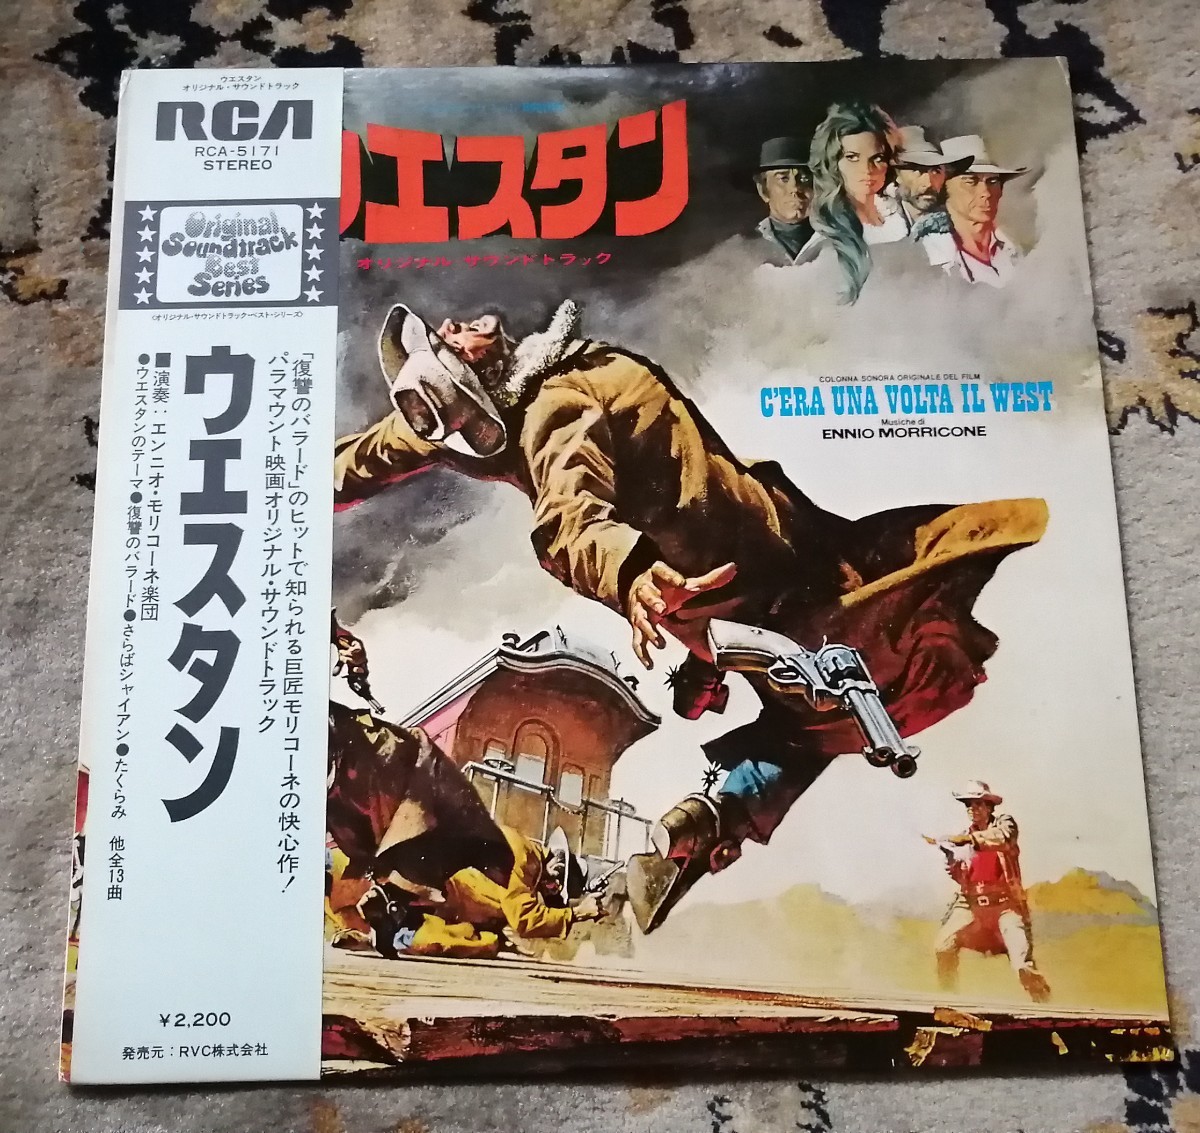 ウエスタン
オリジナル・サウンドトラック
RCA
RCA-5171
STEREO
Original
Soundtrack
Best
Series
〈オリジナル・サウンドトラック・ベスト・シリーズ〉
「復讐のバラード」のヒットで知られる巨匠モリコーネの快心作!
パラマウント映画オリジナル・サウンドトラック
ウエスタン
■演奏:エンニオ・モリコーネ楽団
●ウエスタンのテーマ●復讐のバラード●さらばシャイアン●たくらみ 他全13曲
¥2,200
発売元:RVC株式会社
ウエスタン
オリジナル サウンドトラック
COLONNA SONORA ORIGINALE DEL FILM
C'ERA UNA VOLTA IL WEST
Musiche di
ENNIO MORRICONE